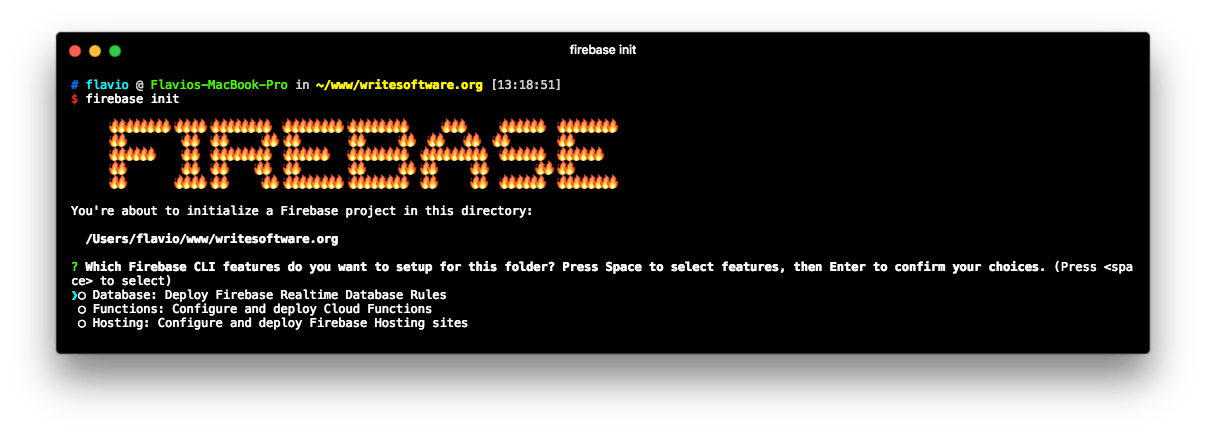 firebase init
# flavio @ Flavios-MacBook-Pro in ~/www/writesoftware.org [13:18:51]
$ firebase init
FIREBASE
You're about to initialize a Firebase project in this directory:
/Users/flavio/www/writesoftware.org
? Which Firebase CLI features do you want to setup for this folder? Press Space to select features, then Enter to confirm your choices. (Press <spa
ce> to select)
❯○ Database: Deploy Firebase Realtime Database Rules
○ Functions: Configure and deploy Cloud Functions
○ Hosting: Configure and deploy Firebase Hosting sites